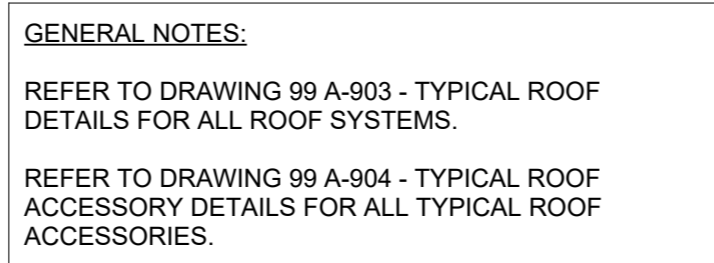 GENERAL NOTES:
REFER TO DRAWING 99 A-903 - TYPICAL ROOF
DETAILS FOR ALL ROOF SYSTEMS.
REFER TO DRAWING 99 A-904 - TYPICAL ROOF
ACCESSORY DETAILS FOR ALL TYPICAL ROOF
ACCESSORIES.